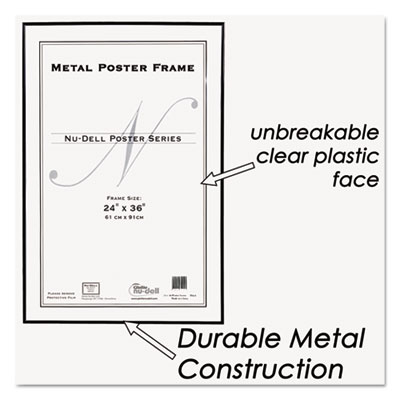 METAL POSTER FRAME
NU-DELL POSTER SERIES
N
FRAME SIZE:
24" X 36"
61 CM X 91CM
PLEASE REMOVE
PROTECTIVE FILM
nu-dell
unbreakable
clear plastic
face
Durable Metal
Construction